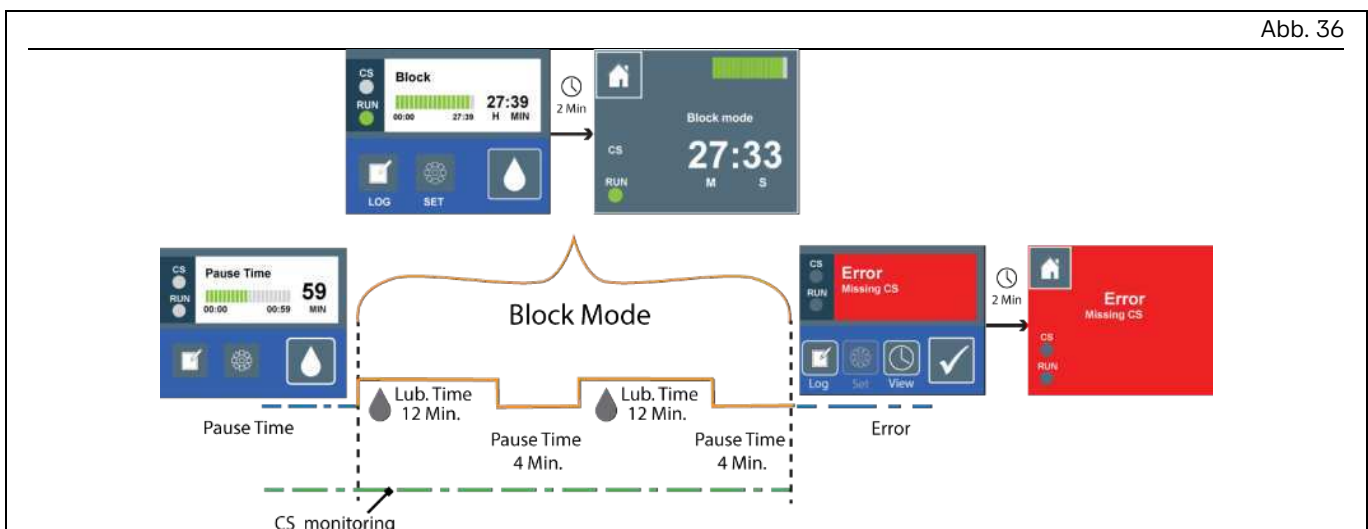 Abb. 36
CS
RUN
Block
00:00
27:39
27:39
H MIN
LOG
SET
2 Min
Block mode
CS
27:33
M S
RUN
CS
RUN
Pause Time
00:00
00:59
59
MIN
Block Mode
CS
RUN
Error
Missing CS
Log
Set
View
2 Min
Error
Missing CS
CS
RUN
Lub. Time
12 Min.
Lub. Time
12 Min.
Pause Time
Pause Time
4 Min.
Pause Time
4 Min.
Error
CS monitoring